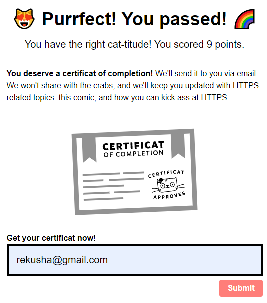 😻 Purrfect! You passed! 🌈
You have the right cat-titude! You scored 9 points.
You deserve a certificat of completion! We'll send it to you via email.
We won't share with the crabs, and we'll keep you updated with HTTPS
related topics, this comic, and how you can kick ass at HTTPS.
CERTIFICAT
OF COMPLETION
CERTIFICAT
APPROVED
Get your certificat now!
rekusha@gmail.com
Submit